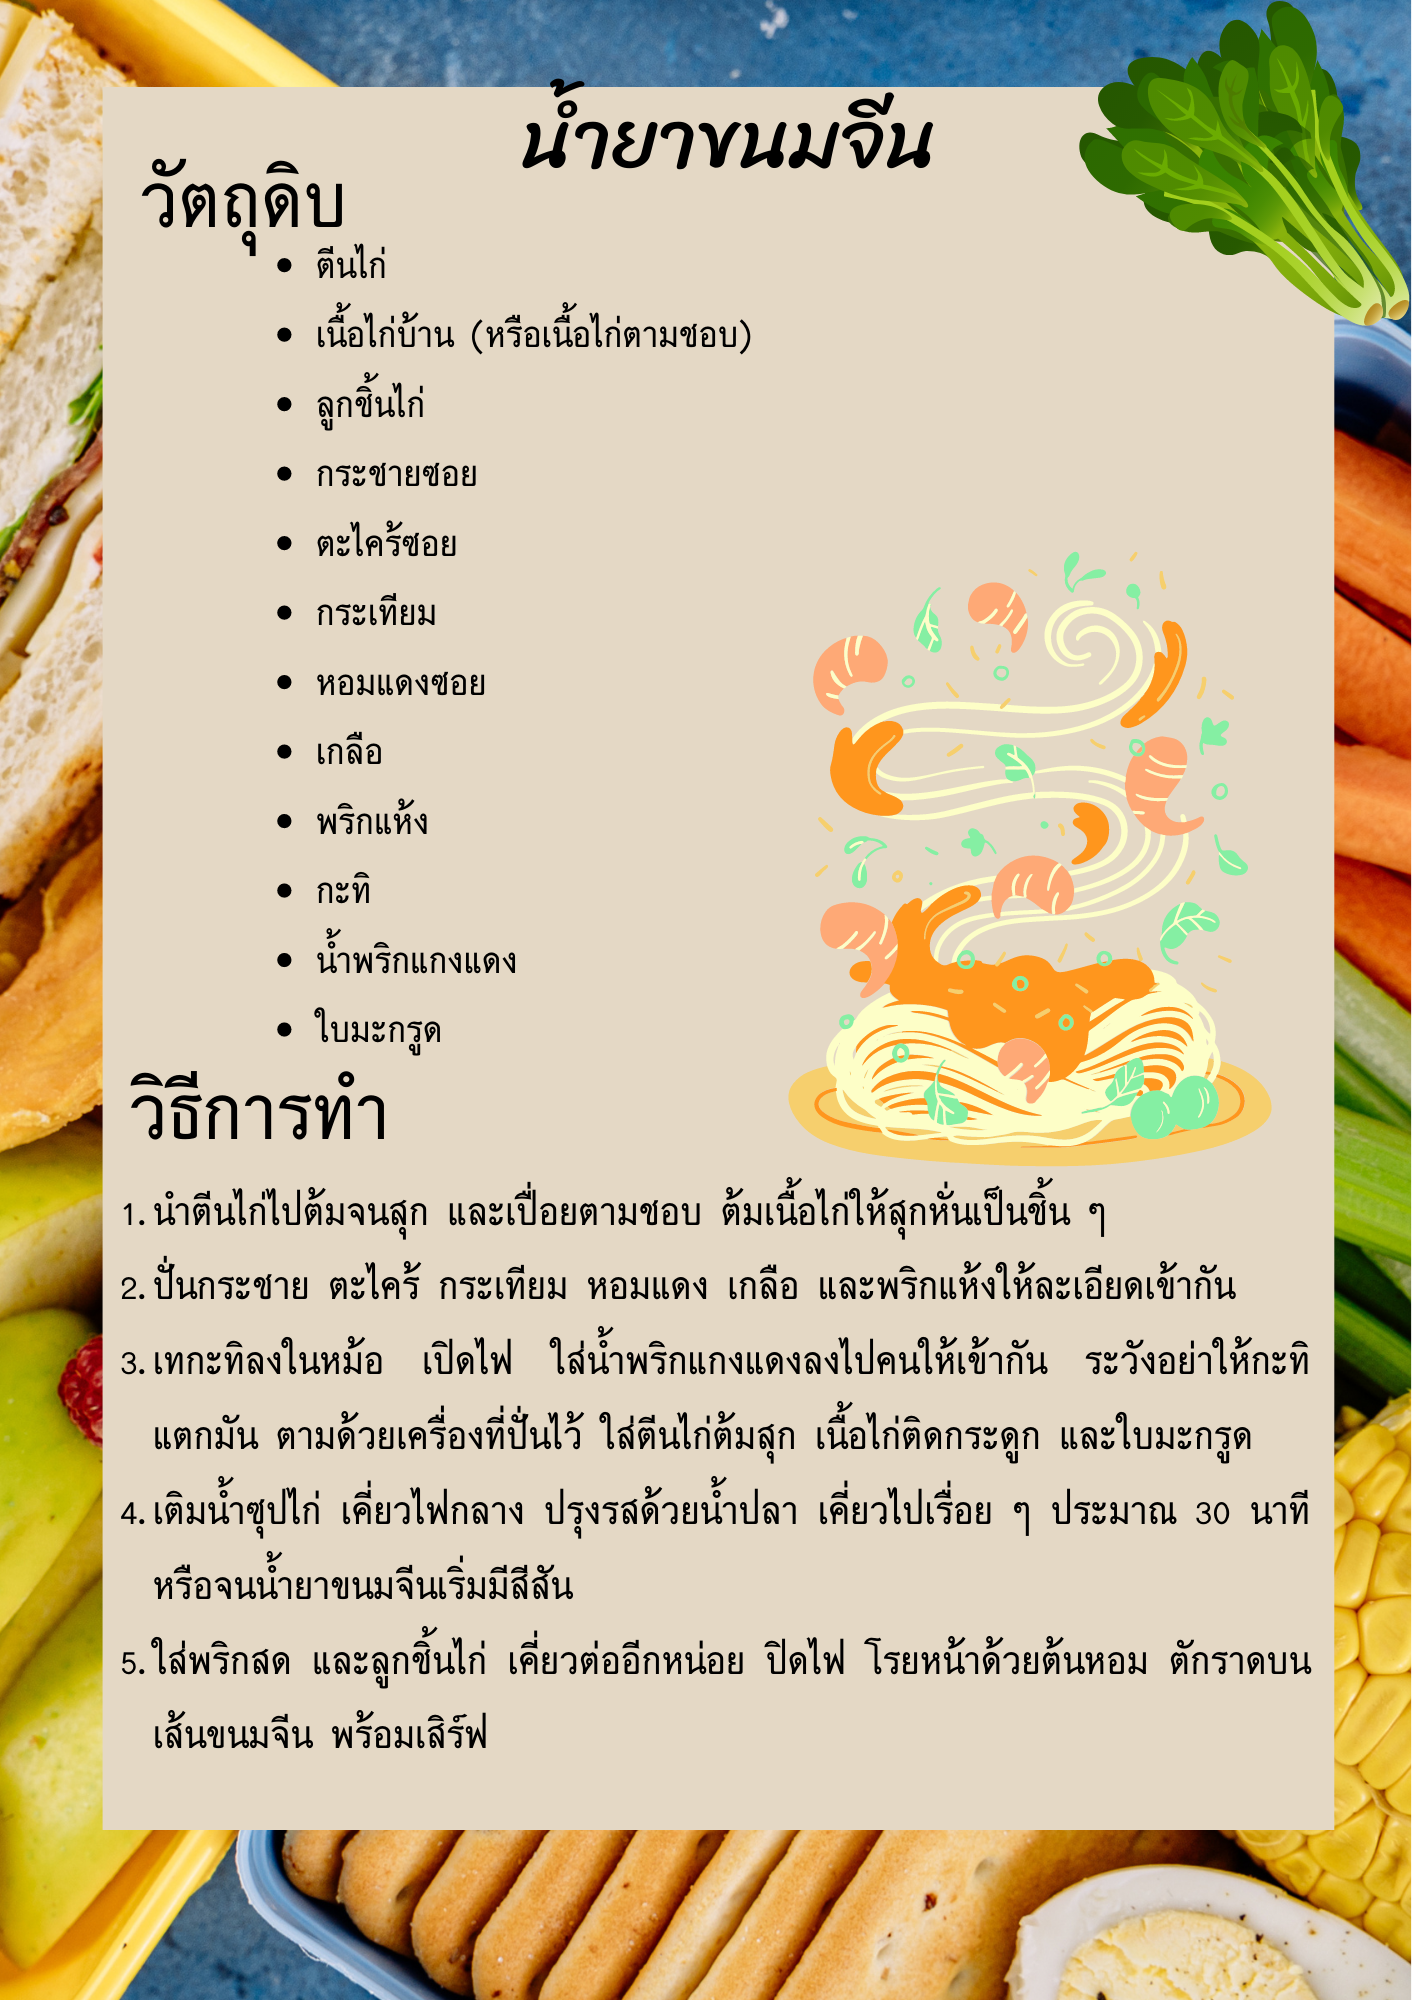 น้ำยาขนมจีน
วัตถุดิบ
• ตีนไก่
• เนื้อไก่บ้าน (หรือเนื้อไก่ตามชอบ)
• ลูกชิ้นไก่
• กระชายซอย
• ตะไคร้ซอย
• กระเทียม
• หอมแดงซอย
• เกลือ
• พริกแห้ง
• กะทิ
• น้ำพริกแกงแดง
• ใบมะกรูด
วิธีการทำ
1. นำตีนไก่ไปต้มจนสุก และเปื่อยตามชอบ ต้มเนื้อไก่ให้สุกหั่นเป็นชิ้น ๆ
2. ปั่นกระชาย ตะไคร้ กระเทียม หอมแดง เกลือ และพริกแห้งให้ละเอียดเข้ากัน
3. เทกะทิลงในหม้อ เปิดไฟ ใส่น้ำพริกแกงแดงลงไปคนให้เข้ากัน ระวังอย่าให้กะทิ
แตกมัน ตามด้วยเครื่องที่ปั่นไว้ ใส่ตีนไก่ต้มสุก เนื้อไก่ติดกระดูก และใบมะกรูด
4. เติมน้ำซุปไก่ เคี่ยวไฟกลาง ปรุงรสด้วยน้ำปลา เคี่ยวไปเรื่อย ๆ ประมาณ 30 นาที
หรือจนน้ำยาขนมจีนเริ่มมีสีสัน
5. ใส่พริกสด และลูกชิ้นไก่ เคี่ยวต่ออีกหน่อย ปิดไฟ โรยหน้าด้วยต้นหอม ตักราดบน
เส้นขนมจีน พร้อมเสิร์ฟ